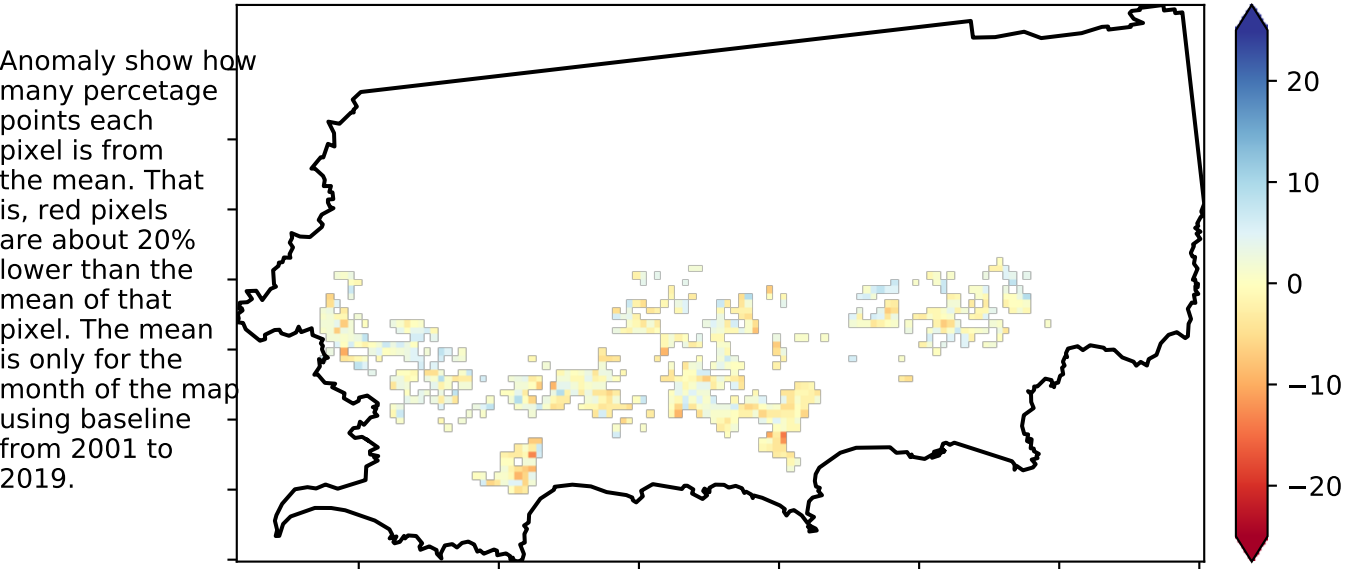 Anomaly show how
many percetage
points each
pixel is from
the mean. That
is, red pixels
are about 20%
lower than the
mean of that
pixel. The mean
is only for the
month of the map
using baseline
from 2001 to
2019.
20
10
0
−10
−20